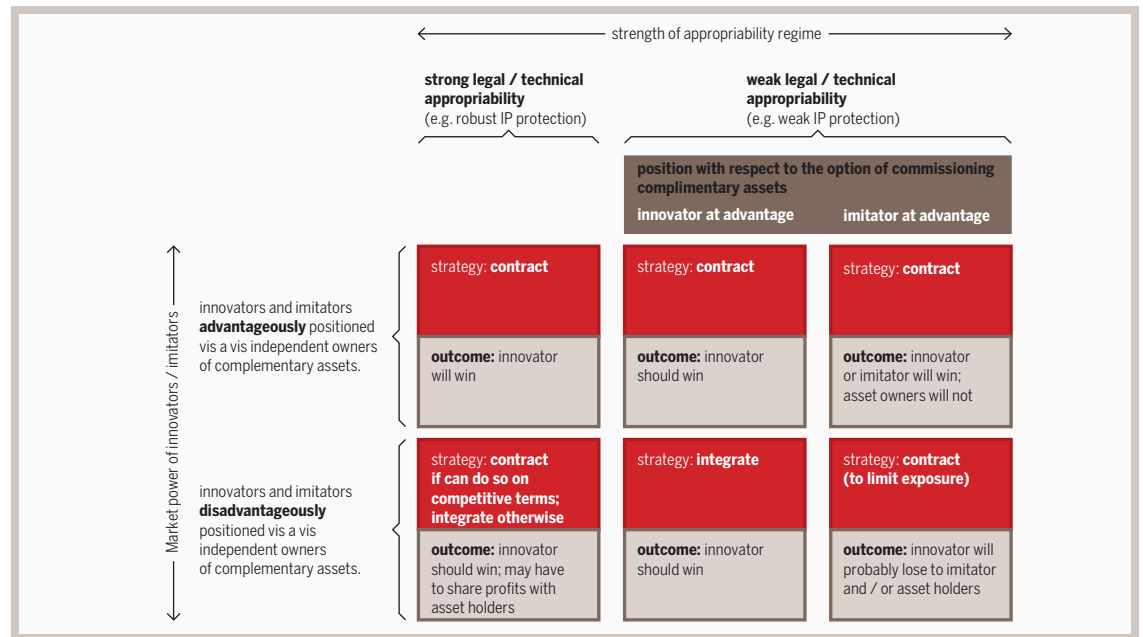 strength of appropriability regime
strong legal / technical
appropriability
(e.g. robust IP protection)
weak legal / technical
appropriability
(e.g. weak IP protection)
position with respect to the option of commissioning
complimentary assets
innovator at advantage
imitator at advantage
Market power of innovators / imitators
innovators and imitators
advantageously positioned
vis a vis independent owners
of complementary assets.
strategy: contract
outcome: innovator
will win
strategy: contract
outcome: innovator
should win
strategy: contract
outcome: innovator
or imitator will win;
asset owners will not
innovators and imitators
disadvantageously
positioned vis a vis
independent owners
of complementary assets.
strategy: contract
if can do so on
competitive terms;
integrate otherwise
outcome: innovator
should win; may have
to share profits with
asset holders
strategy: integrate
outcome: innovator
should win
strategy: contract
(to limit exposure)
outcome: innovator will
probably lose to imitator
and / or asset holders